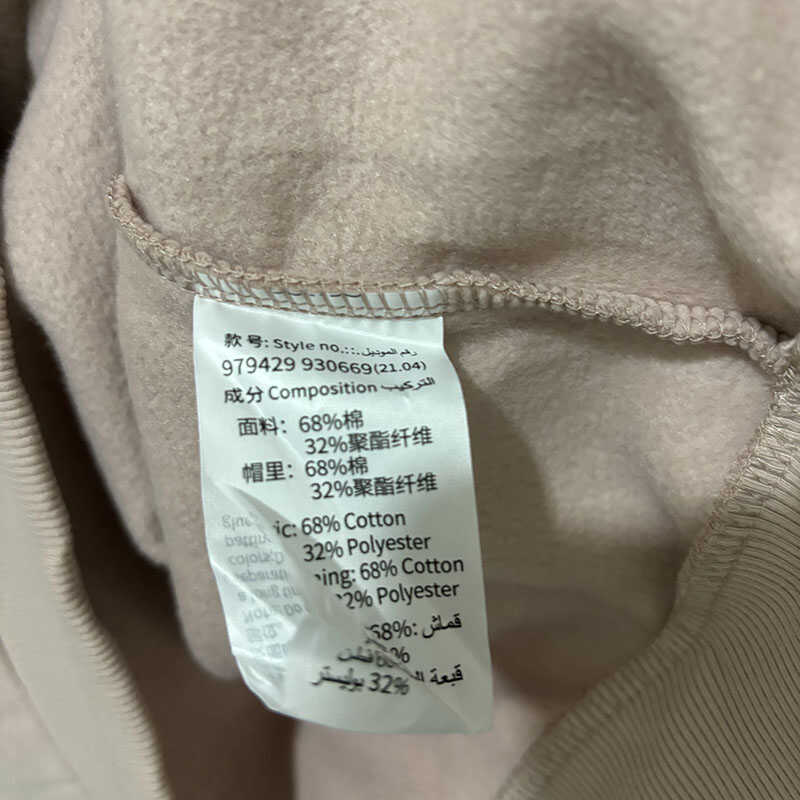 款号: Style no.::. رقم الموديل
979429 930669(21.04)
成分 Composition التركيب
面料: 68%棉
32%聚酯纤维
帽里: 68%棉
32%聚酯纤维
68% Cotton
32% Polyester
68% Cotton
Polyester
قماش: 68%
قبعة
32% بوليستر